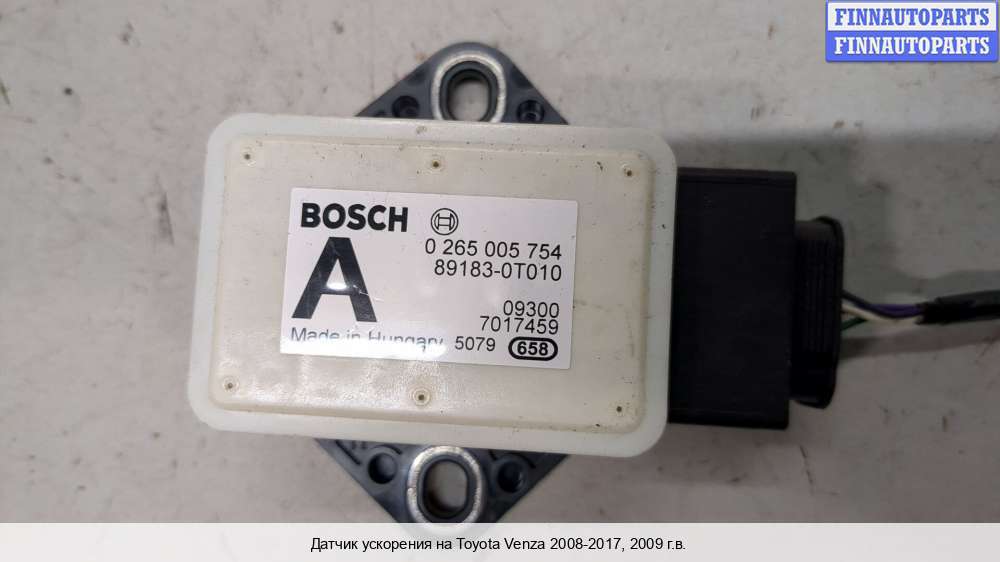 FINNAUTOPARTS
FINNAUTOPARTS
BOSCH
0 265 005 754
A
89183-0T010
09300
7017459
Made in Hungary 5079 658
Датчик ускорения на Toyota Venza 2008-2017, 2009 г.в.